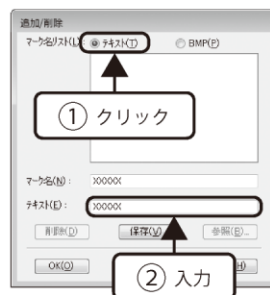 追加/削除
マーク名リスト(L): テキスト(T) BMP(P)
① クリック
マーク名(N): XXXXXX
テキスト(E): XXXXXX
削除(D) 保存(V) 参照(E)...
OK(O) H)
② 入力